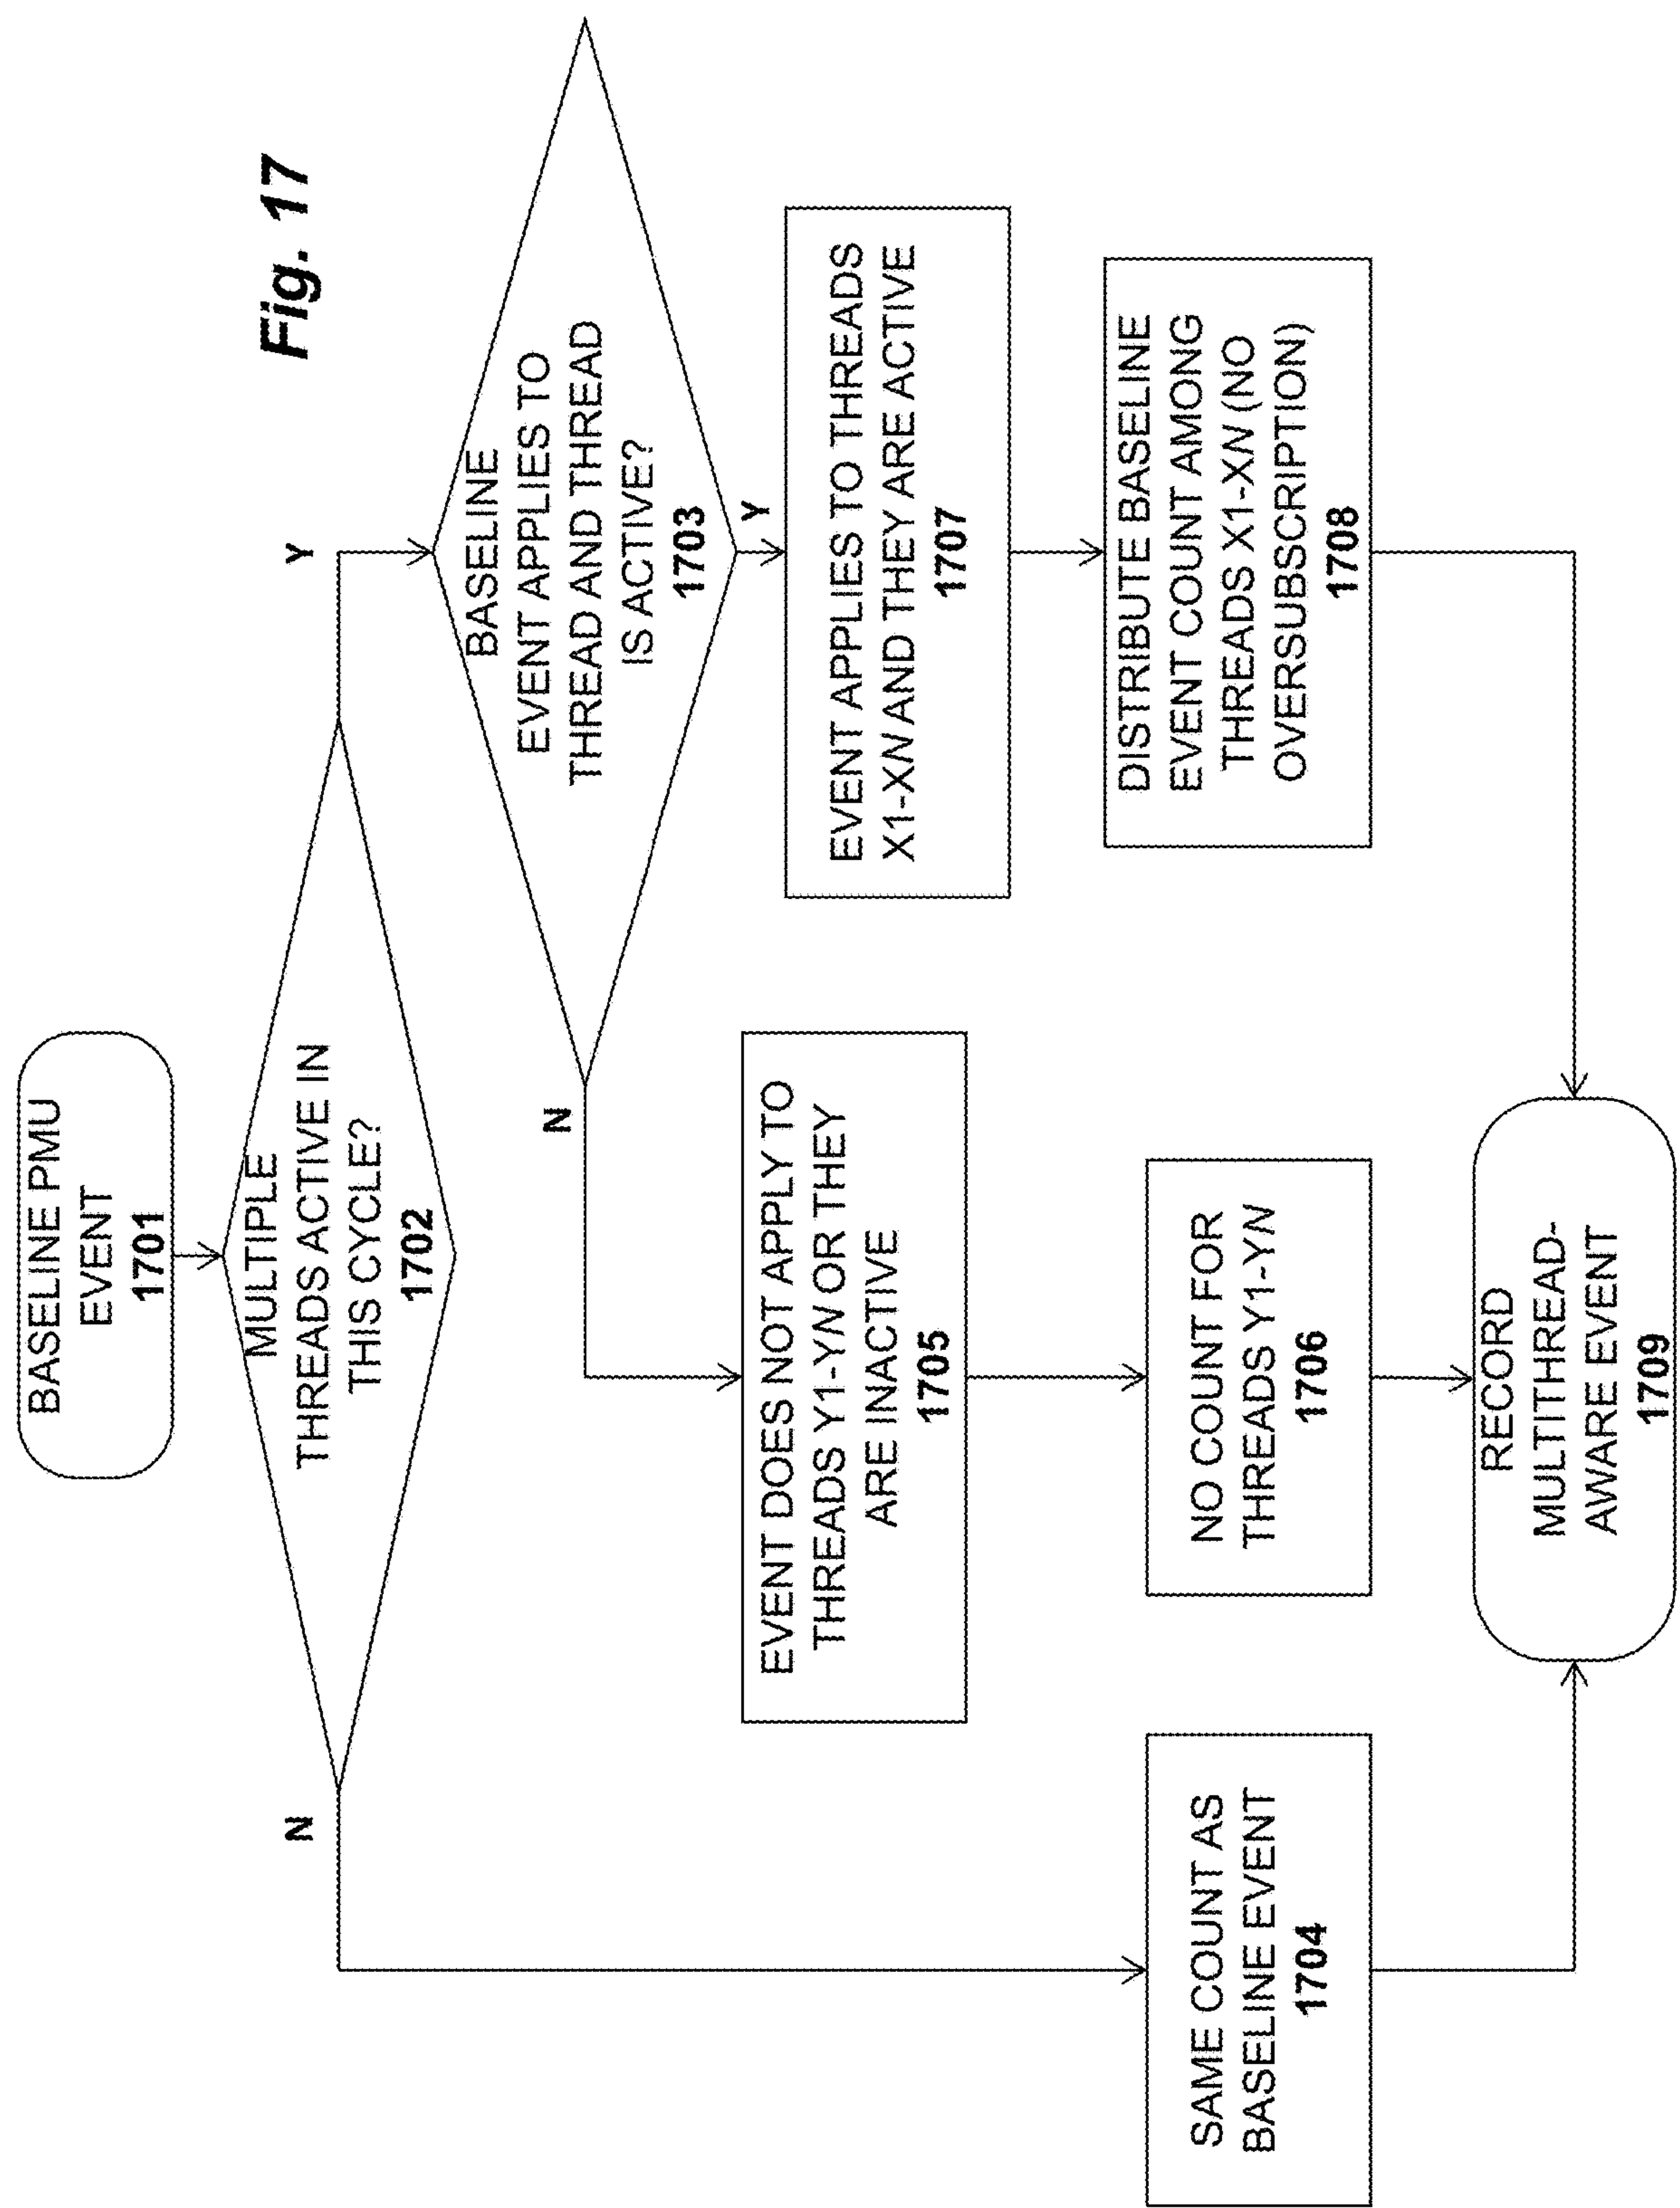 Fig. 17
BASELINE PMU
EVENT
1701
MULTIPLE
THREADS ACTIVE IN
THIS CYCLE?
1702
N
Y
BASELINE
EVENT APPLIES TO
THREAD AND THREAD
IS ACTIVE?
1703
N
Y
EVENT DOES NOT APPLY TO
THREADS Y1-YN OR THEY
ARE INACTIVE
1705
EVENT APPLIES TO THREADS
X1-XN AND THEY ARE ACTIVE
1707
SAME COUNT AS
BASELINE EVENT
1704
NO COUNT FOR
THREADS Y1-YN
1706
DISTRIBUTE BASELINE
EVENT COUNT AMONG
THREADS X1-XN (NO
OVERSUBSCRIPTION)
1708
RECORD
MULTITHREAD-
AWARE EVENT
1709